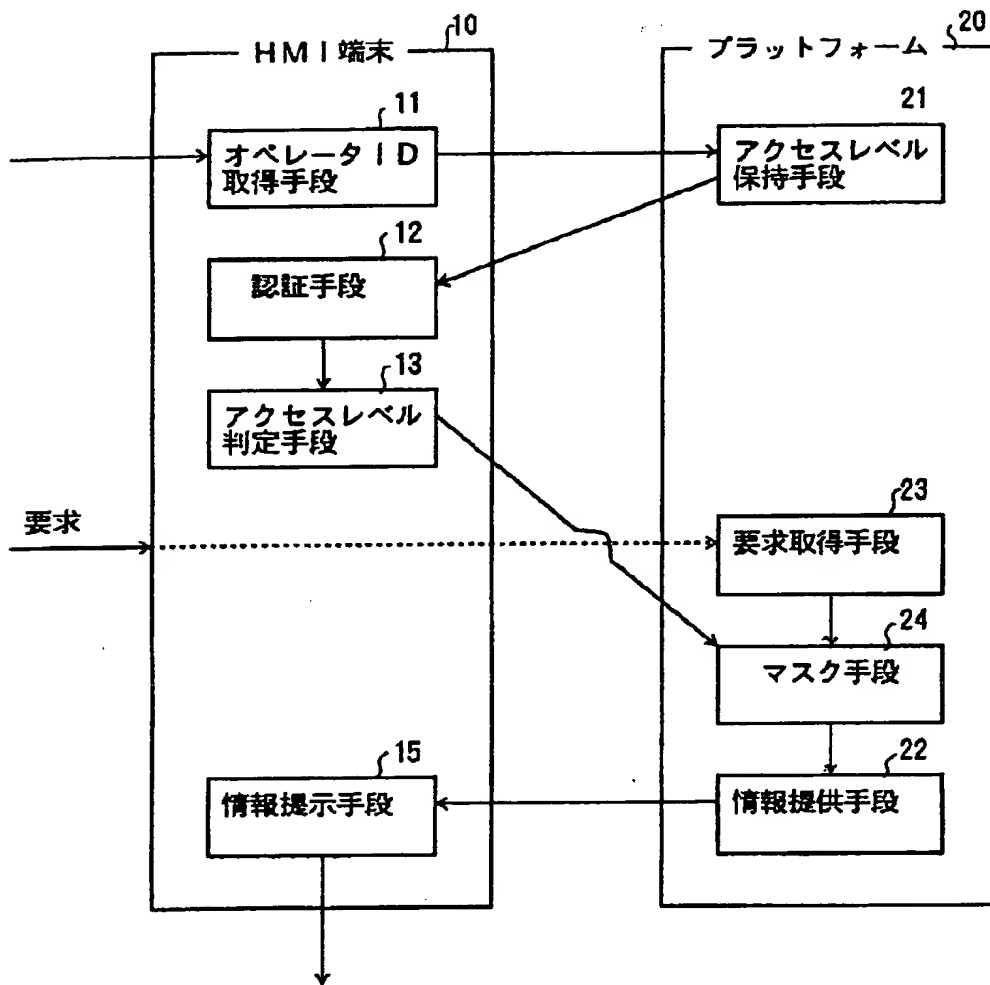 10
HMI端末
20
プラットフォーム
11
オペレータID
取得手段
21
アクセスレベル
保持手段
12
認証手段
13
アクセスレベル
判定手段
要求
23
要求取得手段
24
マスク手段
15
情報提示手段
22
情報提供手段